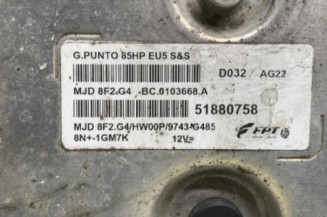 G.PUNTO 85HP EU5 S&S
D032 AG22
MJD 8F2.G4 BC.0103668.A
51880758
MJD 8F2.G4/HW00P/9743-G485
8N+-1GM7K 12V= FPT